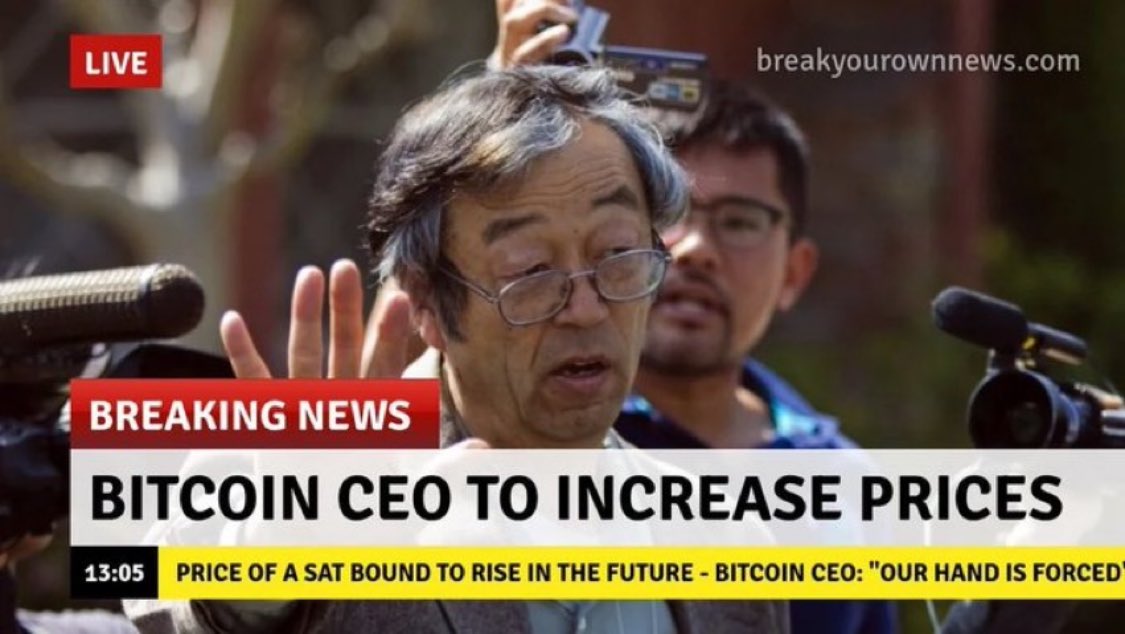 LIVE
breakyourownnews.com
BREAKING NEWS
BITCOIN CEO TO INCREASE PRICES
13:05 PRICE OF A SAT BOUND TO RISE IN THE FUTURE - BITCOIN CEO: "OUR HAND IS FORCED"